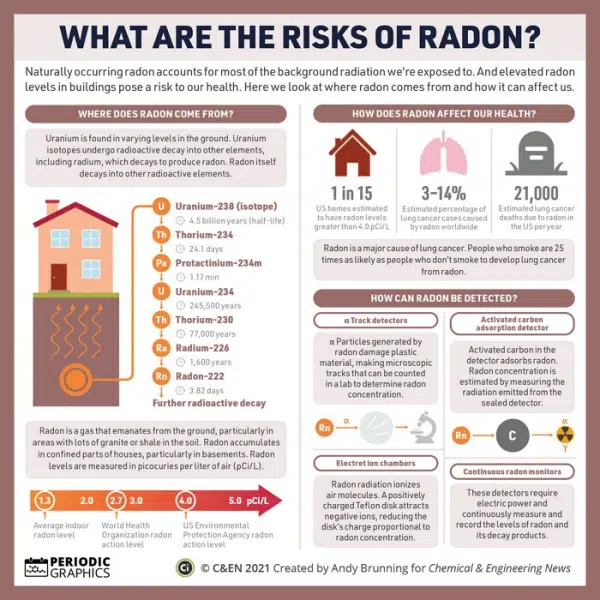 WHAT ARE THE RISKS OF RADON?
Naturally occurring radon accounts for most of the background radiation we're exposed to. And elevated radon
levels in buildings pose a risk to our health. Here we look at where radon comes from and how it can affect us.
WHERE DOES RADON COME FROM?
Uranium is found in varying levels in the ground. Uranium
isotopes undergo radioactive decay into other elements,
including radium, which decays to produce radon. Radon itself
decays into other radioactive elements.
U Uranium-238 (isotope)
4.5 billion years (half-life)
Th Thorium-234
24.1 days
Pa Protactinium-234m
1.17 min
U Uranium-234
245,500 years
Th Thorium-230
77,000 years
Ra Radium-226
1,600 years
Rn Radon-222
3.82 days
Further radioactive decay
Radon is a gas that emanates from the ground, particularly in
areas with lots of granite or shale in the soil. Radon accumulates
in confined parts of houses, particularly in basements. Radon
levels are measured in picocuries per liter of air (pCi/L).
1.3 2.0 2.7 3.0 4.0 5.0 pCi/L
Average indoor
radon level
World Health
Organization radon
action level
US Environmental
Protection Agency radon
action level
HOW DOES RADON AFFECT OUR HEALTH?
1 in 15
US homes estimated
to have radon levels
greater than 4.0 pCi/L
3–14%
Estimated percentage of
lung cancer cases caused
by radon worldwide
21,000
Estimated lung cancer
deaths due to radon in
the US per year
Radon is a major cause of lung cancer. People who smoke are 25
times as likely as people who don't smoke to develop lung cancer
from radon.
HOW CAN RADON BE DETECTED?
α Track detectors
α Particles generated by
radon damage plastic
material, making microscopic
tracks that can be counted
in a lab to determine radon
concentration.
Rn α
Activated carbon
adsorption detector
Activated carbon in the
detector adsorbs radon.
Radon concentration is
estimated by measuring the
radiation emitted from the
sealed detector.
Rn C α
γ
Electret ion chambers
Radon radiation ionizes
air molecules. A positively
charged Teflon disk attracts
negative ions, reducing the
disk's charge proportional to
radon concentration.
Continuous radon monitors
These detectors require
electric power and
continuously measure and
record the levels of radon and
its decay products.
PERIODIC
GRAPHICS
Ci © C&EN 2021 Created by Andy Brunning for Chemical & Engineering News